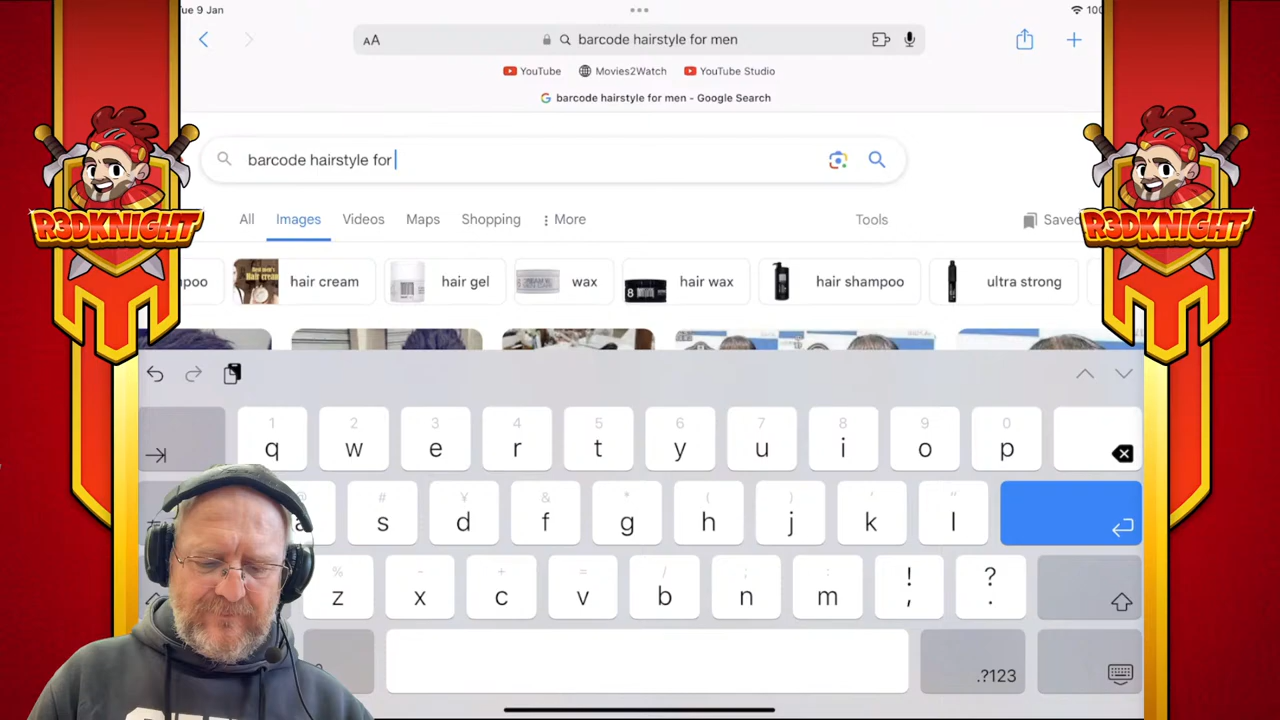 Tue 9 Jan
100
AA
barcode hairstyle for men
YouTube
Movies2Watch
YouTube Studio
barcode hairstyle for men - Google Search
barcode hairstyle for
All
Images
Videos
Maps
Shopping
More
Tools
Saved
poo
hair cream
hair gel
wax
hair wax
hair shampoo
ultra strong
R3DKNIGHT
R3DKNIGHT
1 2 3 4 5 6 7 8 9 0
q w e r t y u i o p
@ # ¥ & * ( ) ' "
a s d f g h j k l
% - + = / ; : ! ?
z x c v b n m , .
.?123